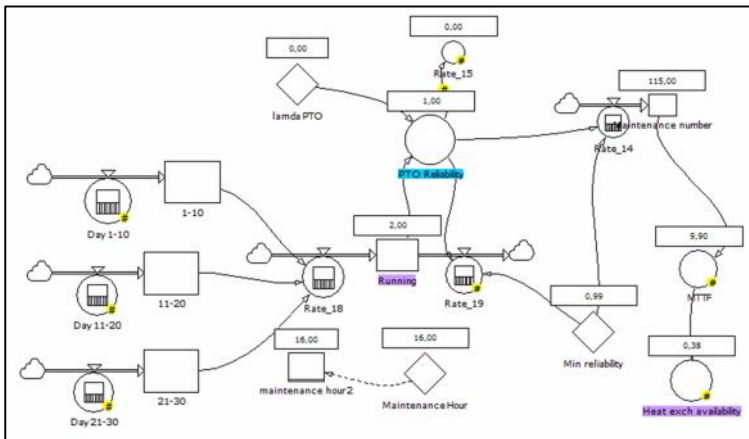 0,00
0,00
Rate_15
#
#
lamda PTO
1,00
PTO Reliability
115,00
Maintenance number
Rate_14
1-10
Day 1-10
#
11-20
Day 11-20
#
21-30
Day 21-30
#
Rate_18
2,00
Running
Rate_19
#
16,00
maintenance hour2
16,00
Maintenance Hour
0,99
Min reliability
9,90
MTTF
#
0,38
Heat exch availability
#